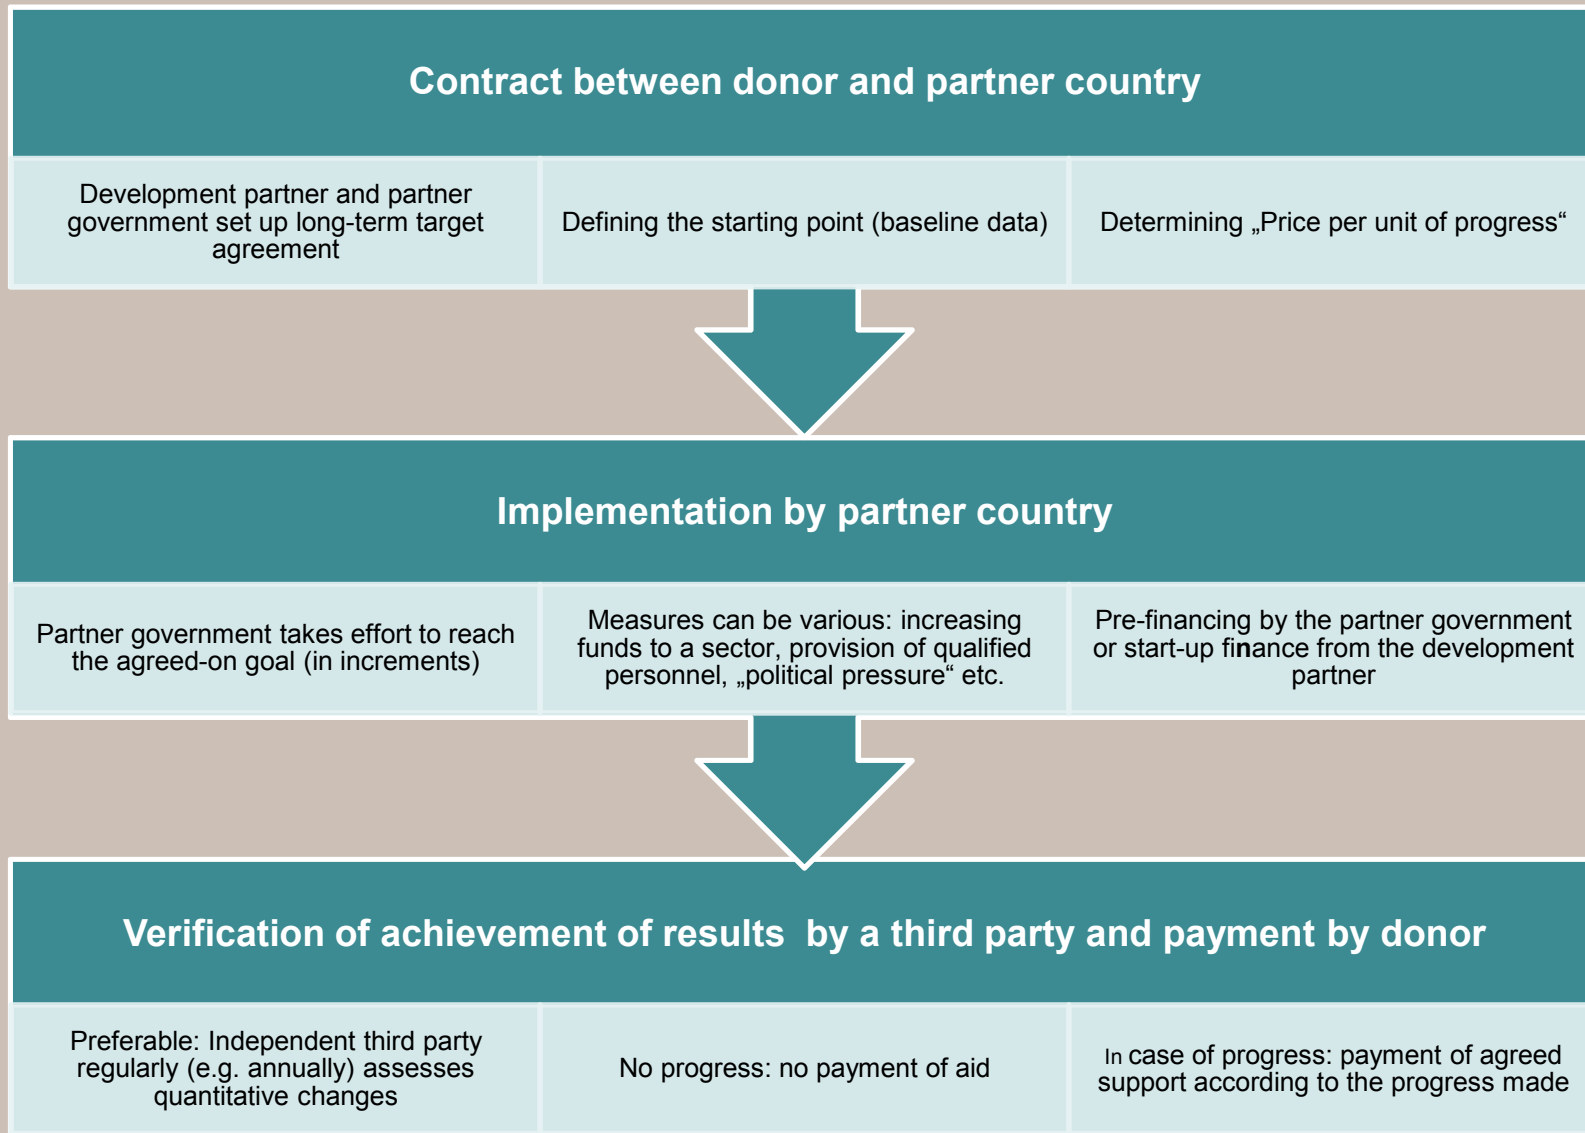 Contract between donor and partner country
Development partner and partner
government set up long-term target
agreement
Defining the starting point (baseline data)
Determining „Price per unit of progress“
Implementation by partner country
Partner government takes effort to reach
the agreed-on goal (in increments)
Measures can be various: increasing
funds to a sector, provision of qualified
personnel, „political pressure“ etc.
Pre-financing by the partner government
or start-up finance from the development
partner
Verification of achievement of results  by a third party and payment by donor
Preferable: Independent third party
regularly (e.g. annually) assesses
quantitative changes
No progress: no payment of aid
In case of progress: payment of agreed
support according to the progress made